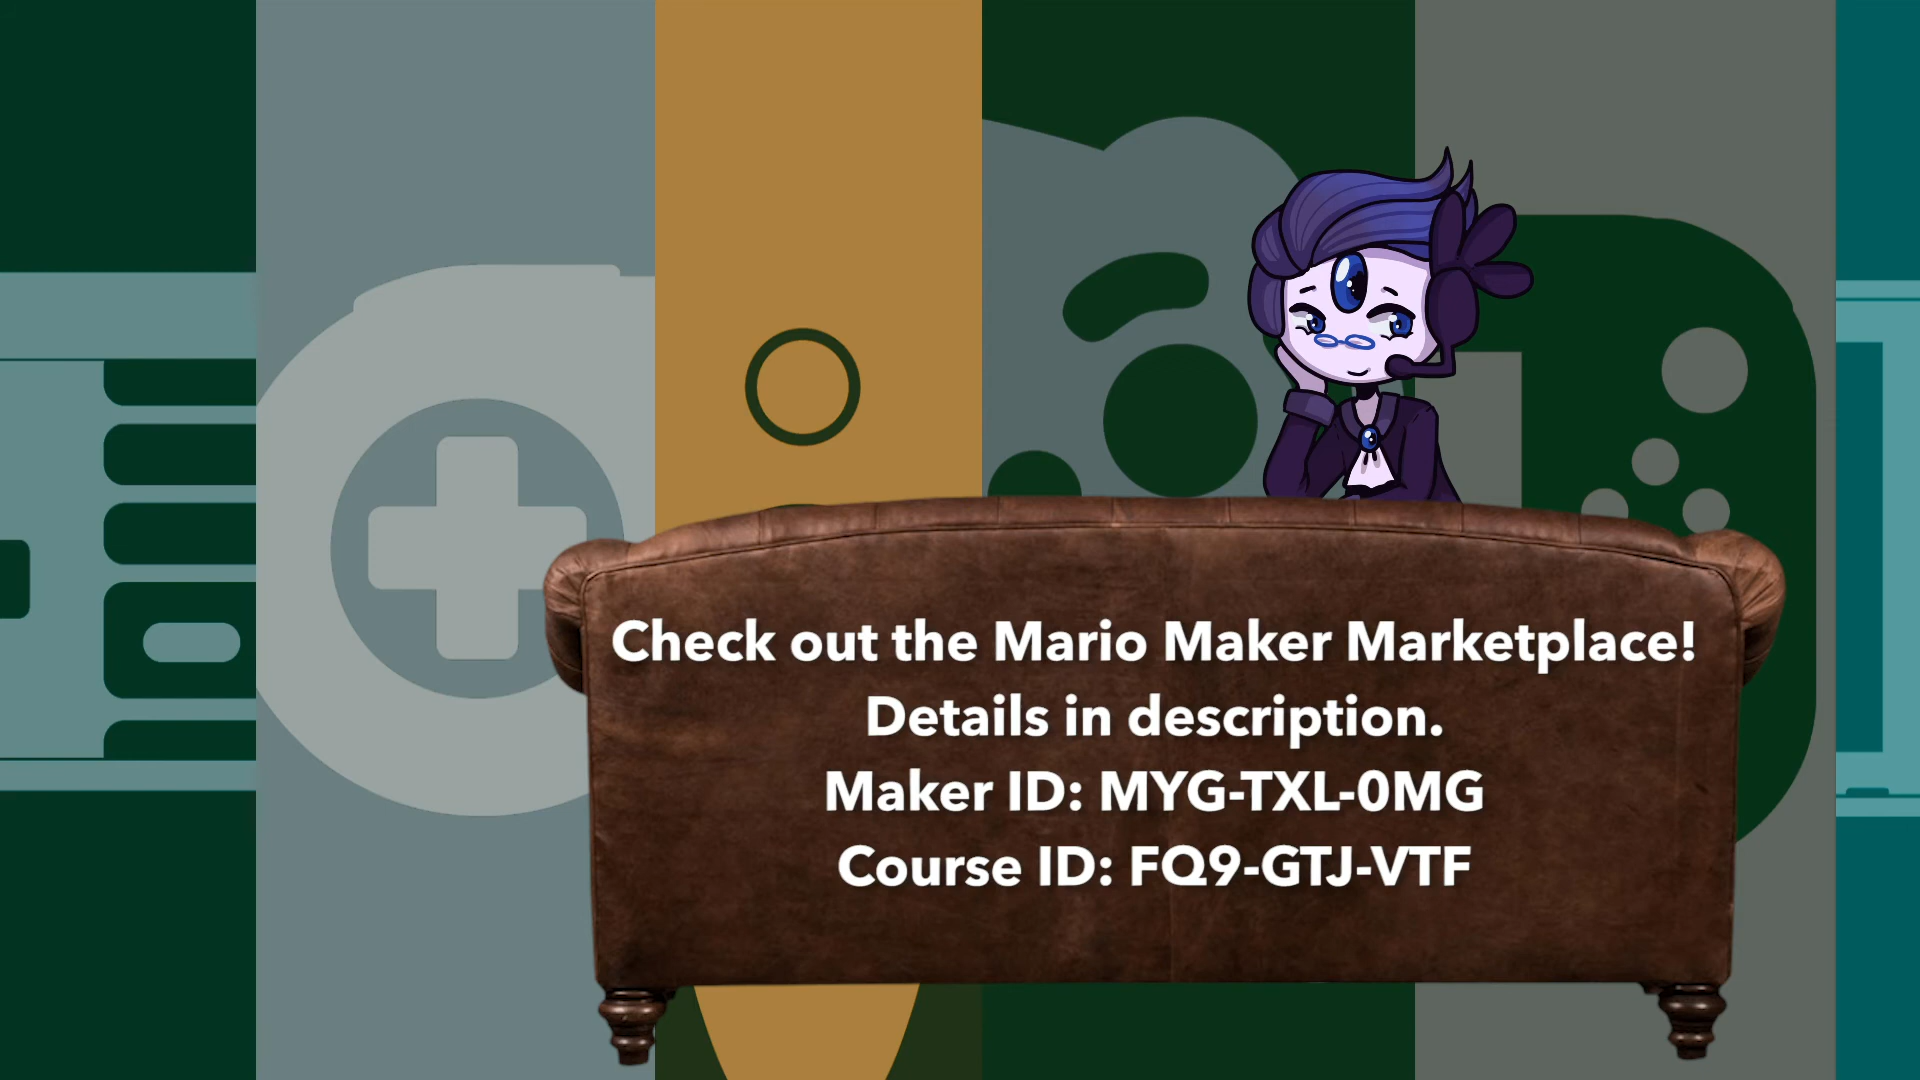 Check out the Mario Maker Marketplace!
Details in description.
Maker ID: MYG-TXL-0MG
Course ID: FQ9-GTJ-VTF